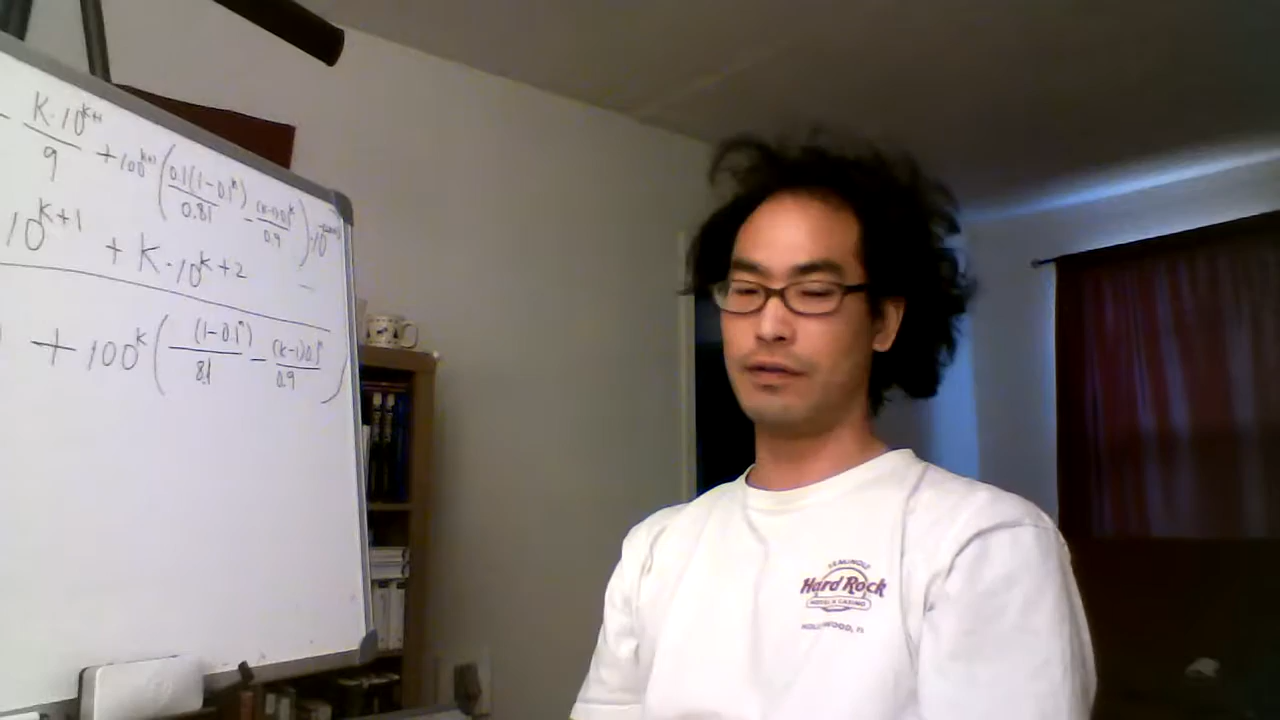 - K·10^{k+1}/9 + 100^{k+1}(0.1(1-0.1^k)/0.81 - (k-1)0.1^k/0.9)·10
10^{k+1} + K·10^{k+2} -
+ 100^k((1-0.1^k)/8.1 - (k-1)0.1^k/0.9)
SEMINOLE
Hard Rock
HOTEL & CASINO
HOLLYWOOD, FL